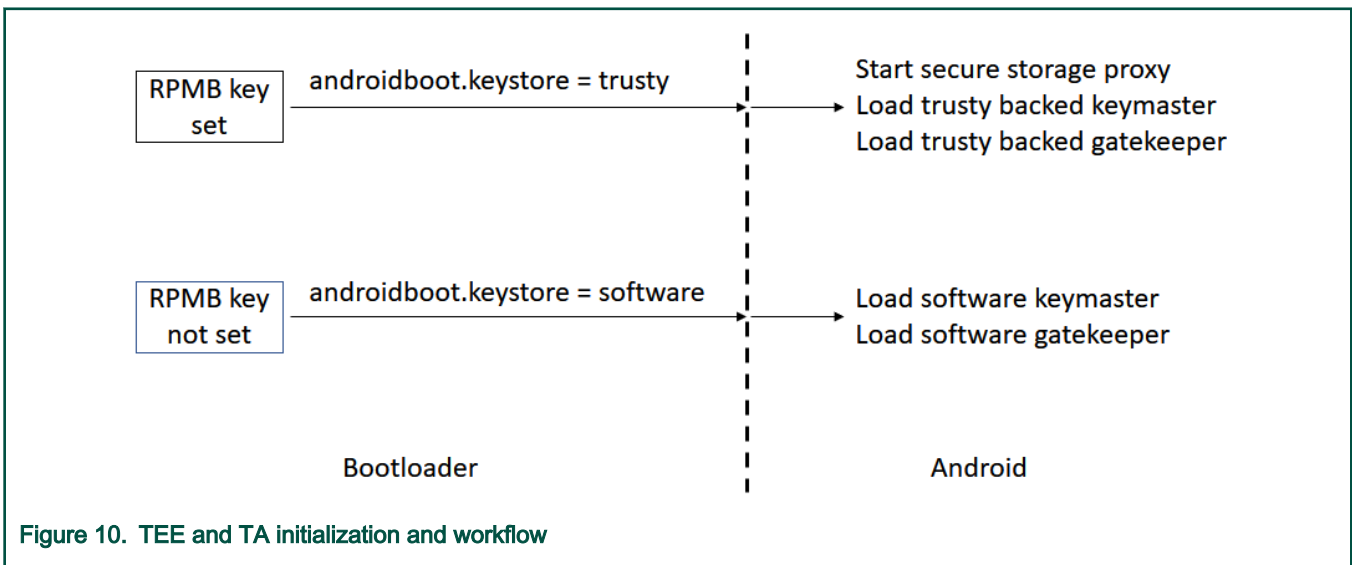 RPMB key
set
androidboot.keystore = trusty
Start secure storage proxy
Load trusty backed keymaster
Load trusty backed gatekeeper
RPMB key
not set
androidboot.keystore = software
Load software keymaster
Load software gatekeeper
Bootloader
Android
Figure 10. TEE and TA initialization and workflow